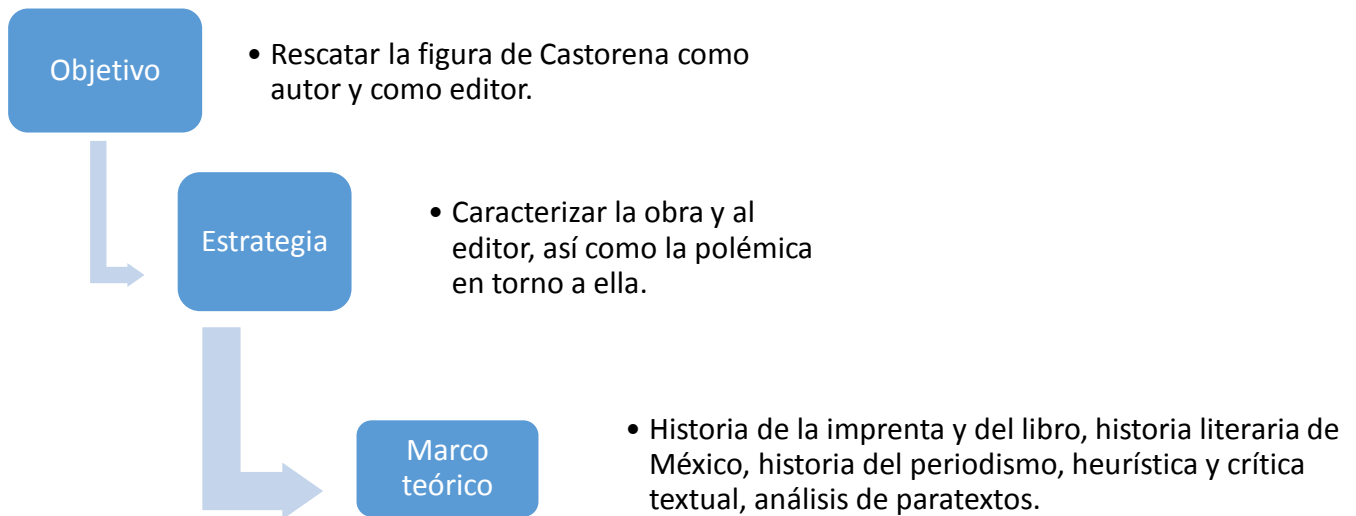 Objetivo
• Rescatar la figura de Castorena como
autor y como editor.
Estrategia
• Caracterizar la obra y al
editor, así como la polémica
en torno a ella.
Marco
teórico
• Historia de la imprenta y del libro, historia literaria de
México, historia del periodismo, heurística y crítica
textual, análisis de paratextos.